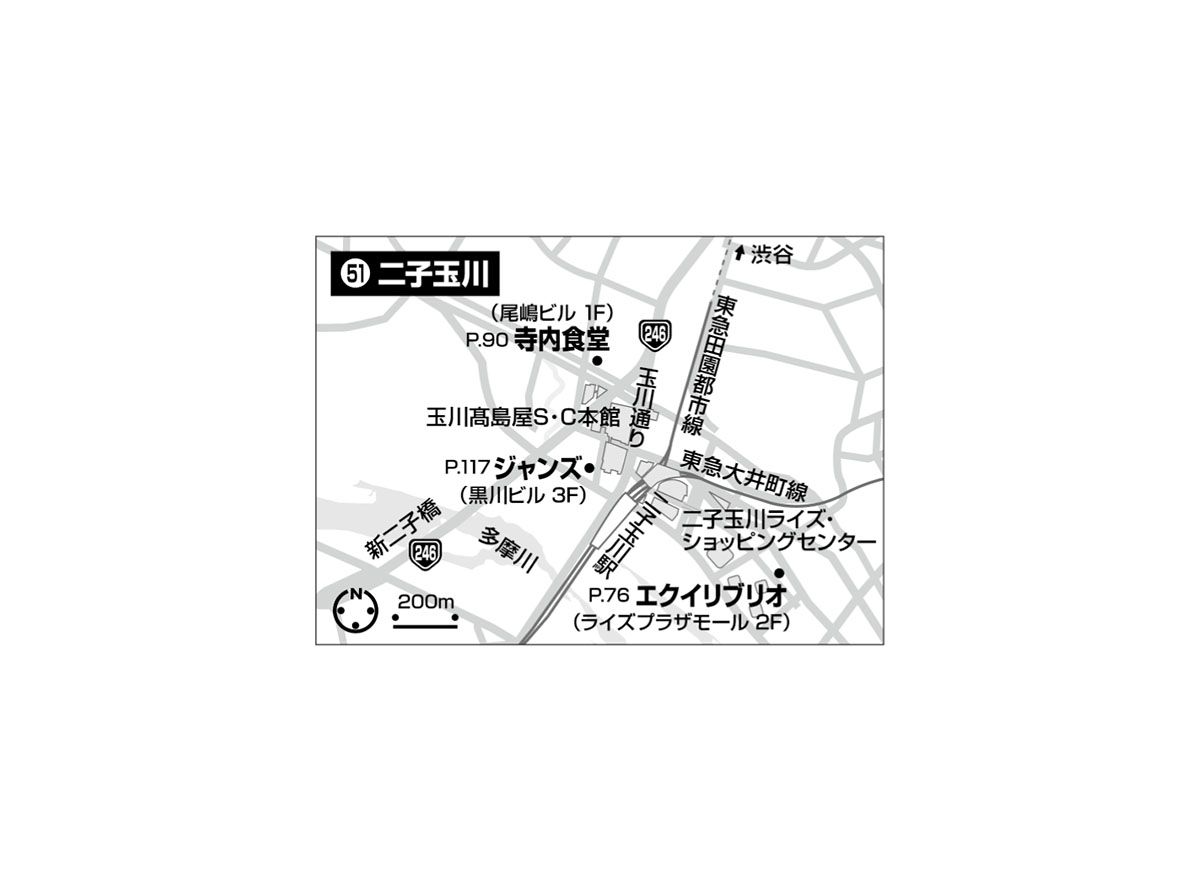 51 二子玉川
渋谷
(尾嶋ビル 1F)
P.90 寺内食堂
246
玉川通り
東急田園都市線
玉川髙島屋S・C本館
P.117 ジャンズ
(黒川ビル 3F)
東急大井町線
二子玉川駅
二子玉川ライズ・
ショッピングセンター
新二子橋
246
多摩川
P.76 エクイリブリオ
(ライズプラザモール 2F)
N
200m